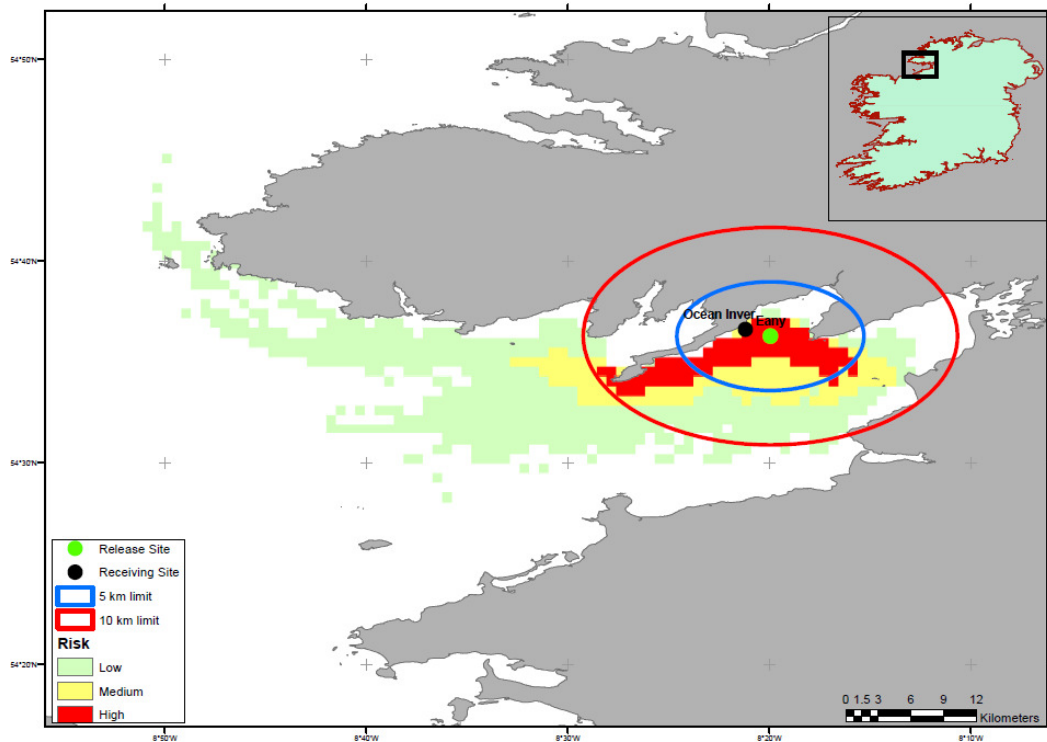 54°50'N
54°40'N
54°30'N
54°20'N
Ocean Inver
Eany
Release Site
Receiving Site
5 km limit
10 km limit
Risk
Low
Medium
High
0 1.5 3 6 9 12
Kilometers
8°50'W 8°40'W 8°30'W 8°20'W 8°10'W